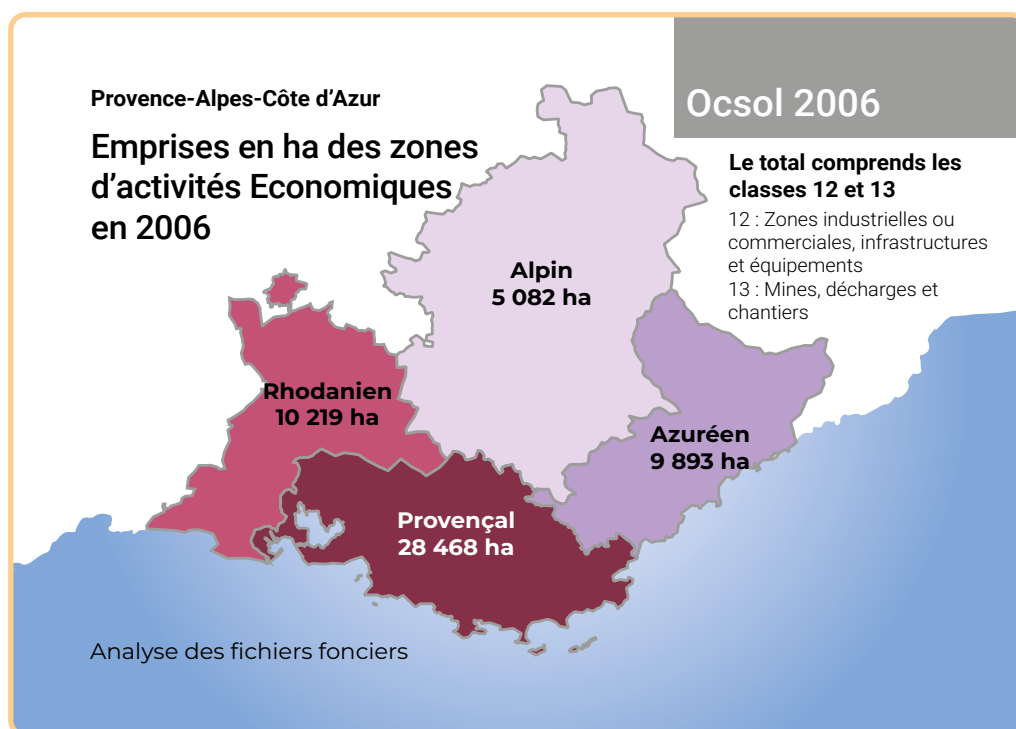 Provence-Alpes-Côte d’Azur
Emprises en ha des zones
d’activités Economiques
en 2006
Ocsol 2006
Le total comprends les
classes 12 et 13
12 : Zones industrielles ou
commerciales, infrastructures
et équipements
13 : Mines, décharges et
chantiers
Alpin
5 082 ha
Rhodanien
10 219 ha
Azuréen
9 893 ha
Provençal
28 468 ha
Analyse des fichiers fonciers